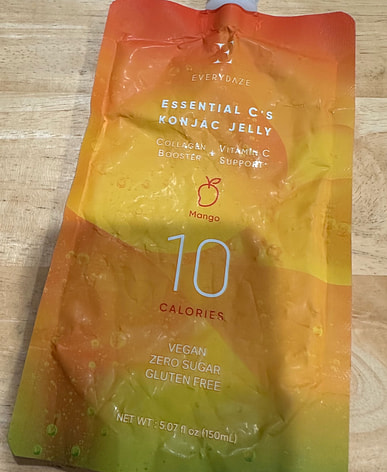 E
EVERYDAZE
ESSENTIAL C'S
KONJAC JELLY
COLLAGEN + VITAMIN C
BOOSTER SUPPORT
Mango
10
CALORIES
VEGAN
ZERO SUGAR
GLUTEN FREE
NET WT : 5.07 fl oz (150mL)